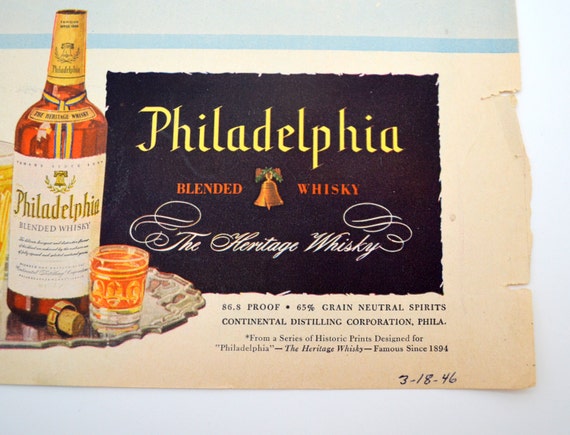 Philadelphia
BLENDED WHISKY
The Heritage Whisky
86.8 PROOF • 65% GRAIN NEUTRAL SPIRITS
CONTINENTAL DISTILLING CORPORATION, PHILA.
*From a Series of Historic Prints Designed for
"Philadelphia"—The Heritage Whisky—Famous Since 1894
3-18-46
Philadelphia
THE HERITAGE WHISKY
Philadelphia
BLENDED WHISKY